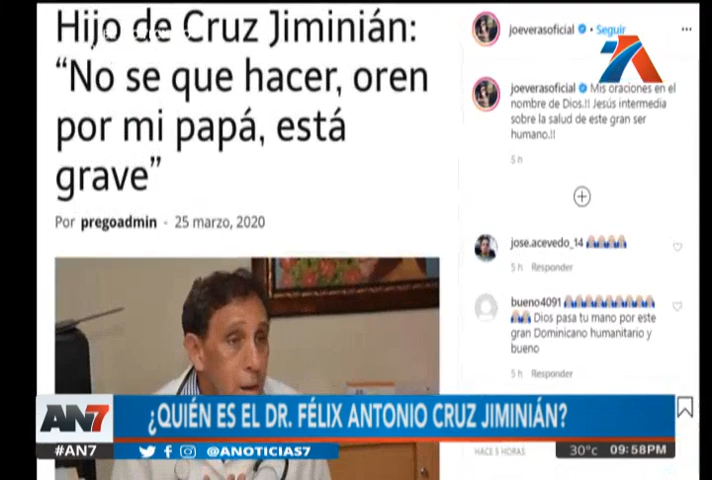 Hijo de Cruz Jiminián:
“No se que hacer, oren
por mi papá, está
grave”
Por pregoadmin - 25 marzo, 2020
joeverasoficial • Seguir
joeverasoficial Mis oraciones en el
nombre de Dios.!! Jesús intermedia
sobre la salud de este gran ser
humano.!!
5 h
jose.acevedo_14
5 h Responder
bueno4091
Dios pasa tu mano por este
gran Dominicano humanitario y
bueno
5 h Responder
HACE 5 HORAS
AN7
¿QUIÉN ES EL DR. FÉLIX ANTONIO CRUZ JIMINIÁN?
#AN7
@ANOTICIAS7
30°c 09:58PM